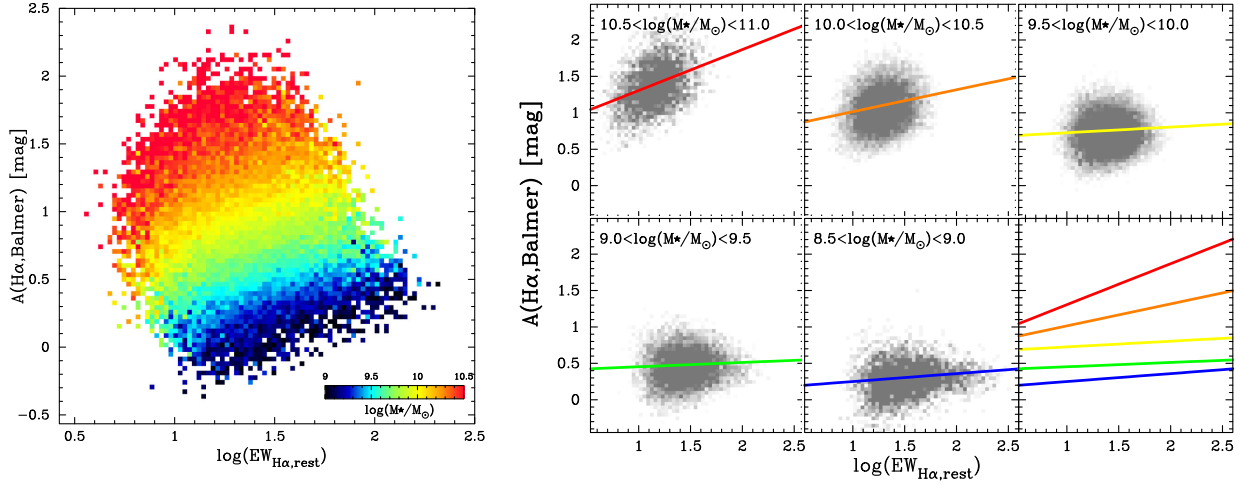 2.5
2
1.5
1
0.5
0
−0.5
A(Hα,Balmer) [mag]
0.5 1 1.5 2 2.5
log(EW_Hα,rest)
9 9.5 10 10.5
log(M★/M⊙)
10.5<log(M★/M⊙)<11.0
10.0<log(M★/M⊙)<10.5
9.5<log(M★/M⊙)<10.0
2
1.5
1
0.5
0
9.0<log(M★/M⊙)<9.5
8.5<log(M★/M⊙)<9.0
2
1.5
1
0.5
0
A(Hα,Balmer) [mag]
1 1.5 2 2.5
1 1.5 2 2.5
1 1.5 2 2.5
log(EW_Hα,rest)